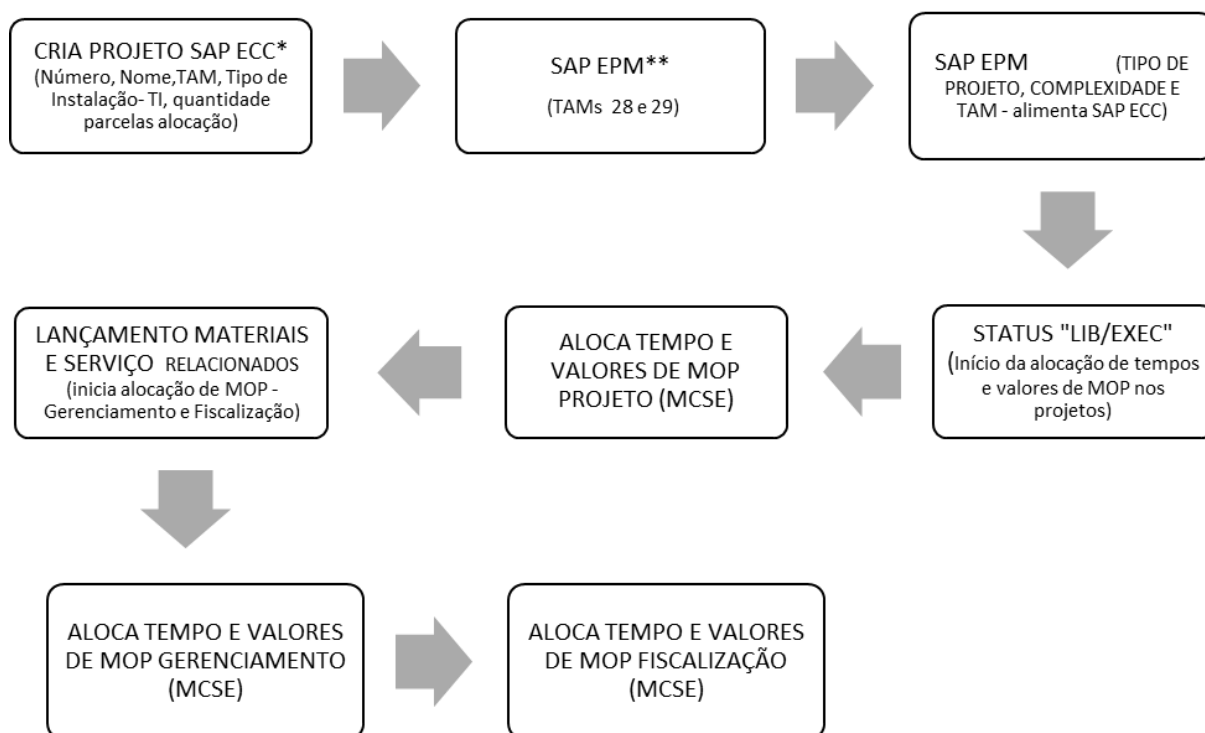 CRIA PROJETO SAP ECC*
(Número, Nome,TAM, Tipo de
Instalação- TI, quantidade
parcelas alocação)
SAP EPM**
(TAMs 28 e 29)
SAP EPM (TIPO DE
PROJETO, COMPLEXIDADE E
TAM - alimenta SAP ECC)
STATUS "LIB/EXEC"
(Início da alocação de tempos
e valores de MOP nos
projetos)
ALOCA TEMPO E
VALORES DE MOP
PROJETO (MCSE)
LANÇAMENTO MATERIAIS
E SERVIÇO RELACIONADOS
(inicia alocação de MOP -
Gerenciamento e Fiscalização)
ALOCA TEMPO E VALORES
DE MOP GERENCIAMENTO
(MCSE)
ALOCA TEMPO E VALORES
DE MOP FISCALIZAÇÃO
(MCSE)